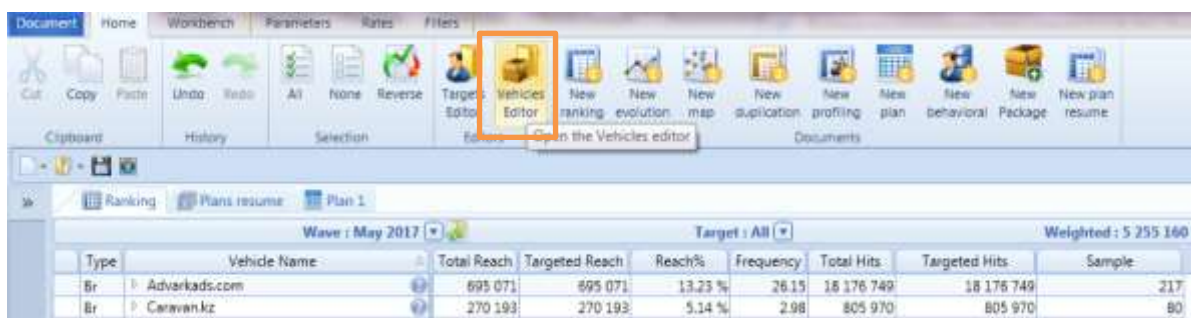 Document Home Workbench Parameters Rates Filters
Cut Copy Paste Undo Redo All None Reverse Targets Editor Vehicles Editor New ranking New evolution New map New duplication New profiling New plan New behavioral New Package New plan resume
Clipboard History Selection Editors Documents
Open the Vehicles editor
Ranking Plans resume Plan 1
Wave : May 2017 Target : All Weighted : 5 255 160
Type Vehicle Name Total Reach Targeted Reach Reach% Frequency Total Hits Targeted Hits Sample
Br Advarkads.com 695 071 695 071 13.23 % 26.15 18 176 749 18 176 749 217
Br Caravan.kz 270 193 270 193 5.14 % 2.98 805 970 805 970 80